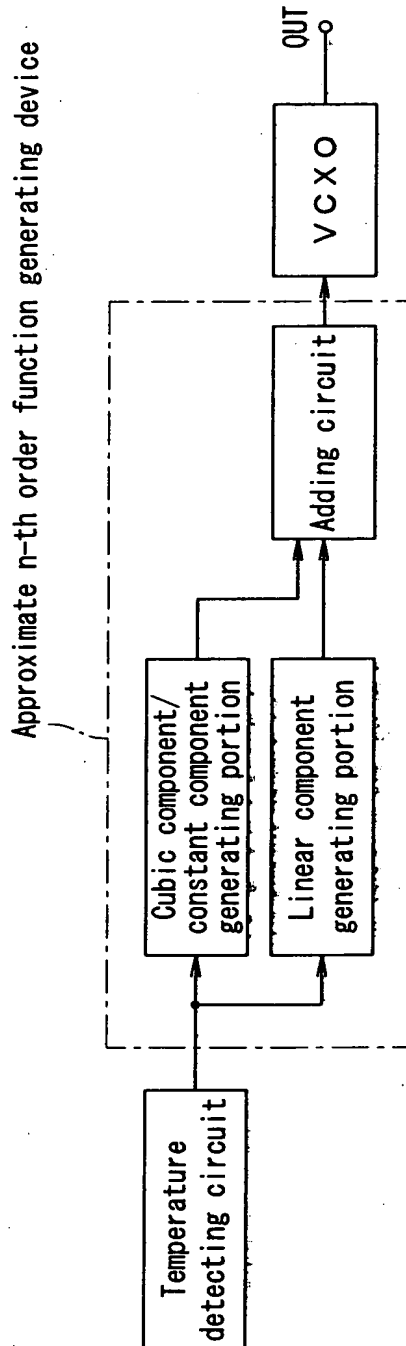 Approximate n-th order function generating device
Temperature
detecting circuit
Cubic component/
constant component
generating portion
Linear component
generating portion
Adding circuit
VCXO
OUT